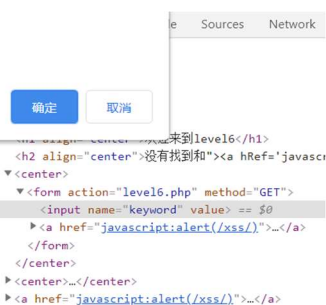 Sources Network
确定 取消
来到level6</h1>
<h2 align="center">没有找到和"><a hRef='javascr
▼<center>
▼<form action="level6.php" method="GET">
<input name="keyword" value> == $0
▶<a href="javascript:alert(/xss/)">…</a>
</form>
</center>
▶<center>…</center>
▶<a href="javascript:alert(/xss/)">…</a>